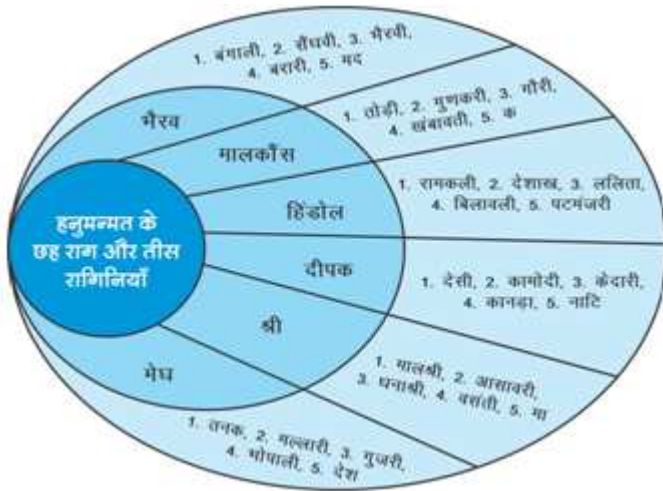 1. बंगाली, 2. सैंधवी, 3. भैरवी,
4. बरारी, 5. मद
भैरव
1. तोड़ी, 2. गुणकरी, 3. गौरी,
4. खंबावती, 5. क
मालकौंस
1. रामकली, 2. देशाख, 3. ललिता,
4. बिलावली, 5. पटमंजरी
हिंडोल
हनुमन्मत के
छह राग और तीस
रागिनियाँ
दीपक
1. देसी, 2. कामोदी, 3. केदारी,
4. कानड़ा, 5. नाटि
श्री
1. मालश्री, 2. आसावरी,
3. धनाश्री, 4. वसंती, 5. मा
मेघ
1. तनक, 2. मल्लारी, 3. गुजरी,
4. भोपाली, 5. देश